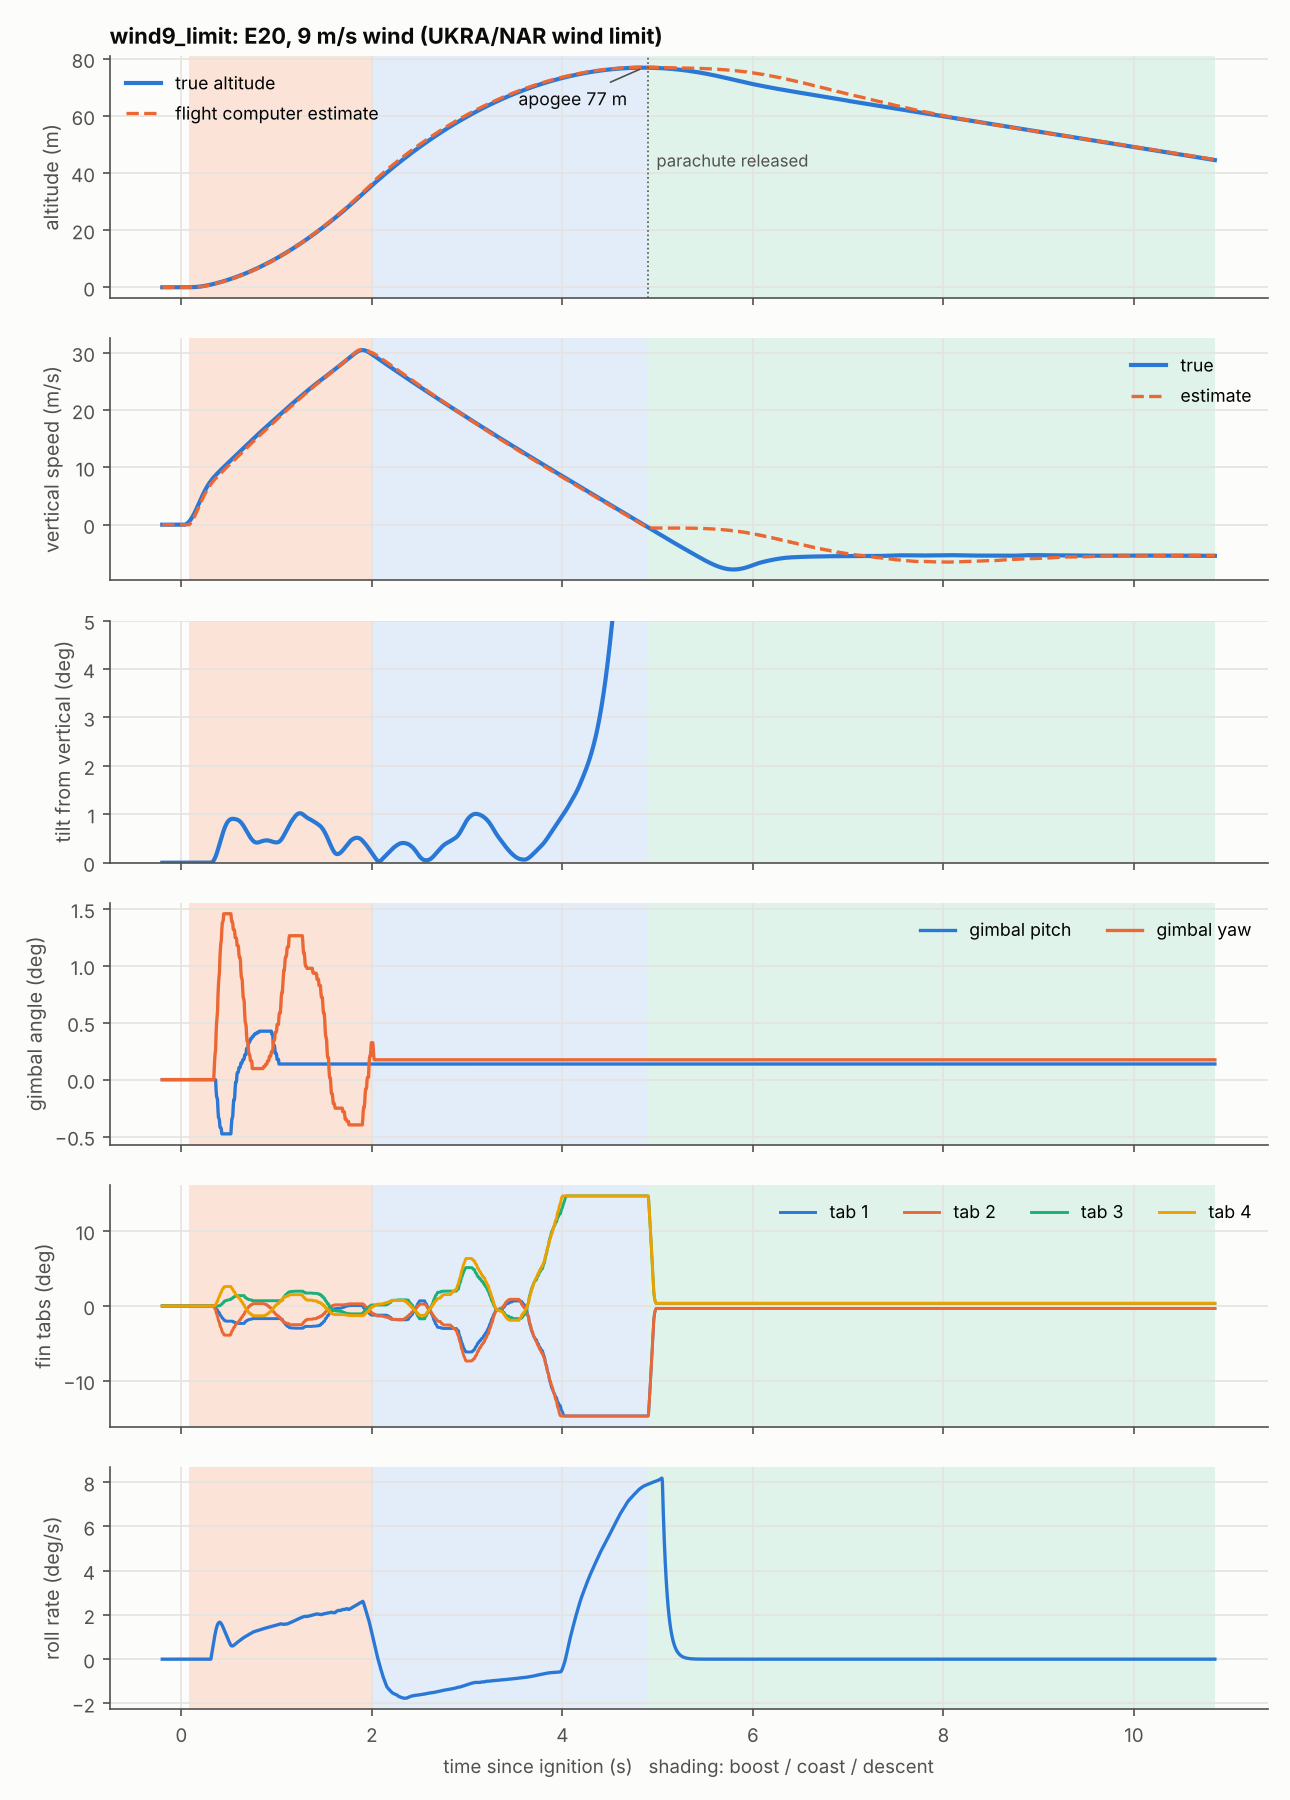 wind9_limit: E20, 9 m/s wind (UKRA/NAR wind limit)
altitude (m)
80
60
40
20
0
true altitude
flight computer estimate
apogee 77 m
parachute released
vertical speed (m/s)
30
20
10
0
true
estimate
tilt from vertical (deg)
5
4
3
2
1
0
gimbal angle (deg)
1.5
1.0
0.5
0.0
−0.5
gimbal pitch
gimbal yaw
fin tabs (deg)
10
0
−10
tab 1
tab 2
tab 3
tab 4
roll rate (deg/s)
8
6
4
2
0
−2
0 2 4 6 8 10
time since ignition (s) shading: boost / coast / descent